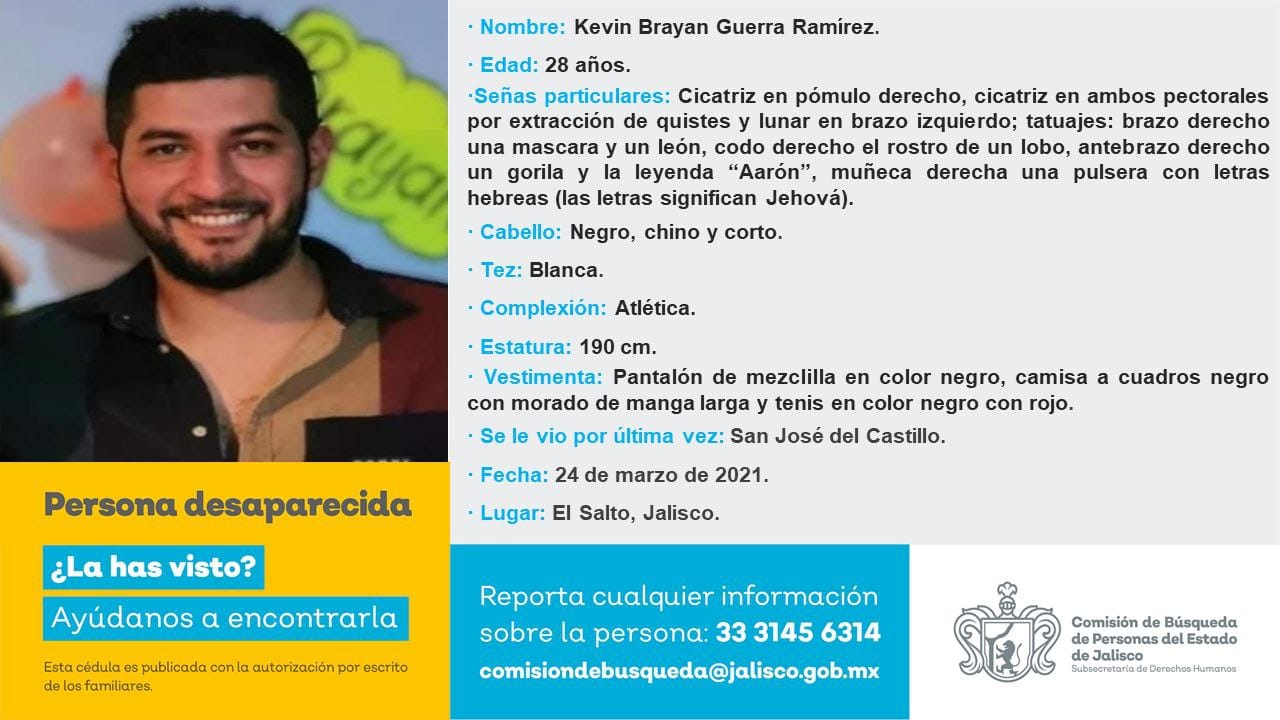 Brayan
· Nombre: Kevin Brayan Guerra Ramírez.
· Edad: 28 años.
·Señas particulares: Cicatriz en pómulo derecho, cicatriz en ambos pectorales
por extracción de quistes y lunar en brazo izquierdo; tatuajes: brazo derecho
una mascara y un león, codo derecho el rostro de un lobo, antebrazo derecho
un gorila y la leyenda “Aarón”, muñeca derecha una pulsera con letras
hebreas (las letras significan Jehová).
· Cabello: Negro, chino y corto.
· Tez: Blanca.
· Complexión: Atlética.
· Estatura: 190 cm.
· Vestimenta: Pantalón de mezclilla en color negro, camisa a cuadros negro
con morado de manga larga y tenis en color negro con rojo.
· Se le vio por última vez: San José del Castillo.
· Fecha: 24 de marzo de 2021.
· Lugar: El Salto, Jalisco.
Persona desaparecida
¿La has visto?
Ayúdanos a encontrarla
Esta cédula es publicada con la autorización por escrito
de los familiares.
Reporta cualquier información
sobre la persona: 33 3145 6314
comisiondebusqueda@jalisco.gob.mx
Comisión de Búsqueda
de Personas del Estado
de Jalisco
Subsecretaría de Derechos Humanos